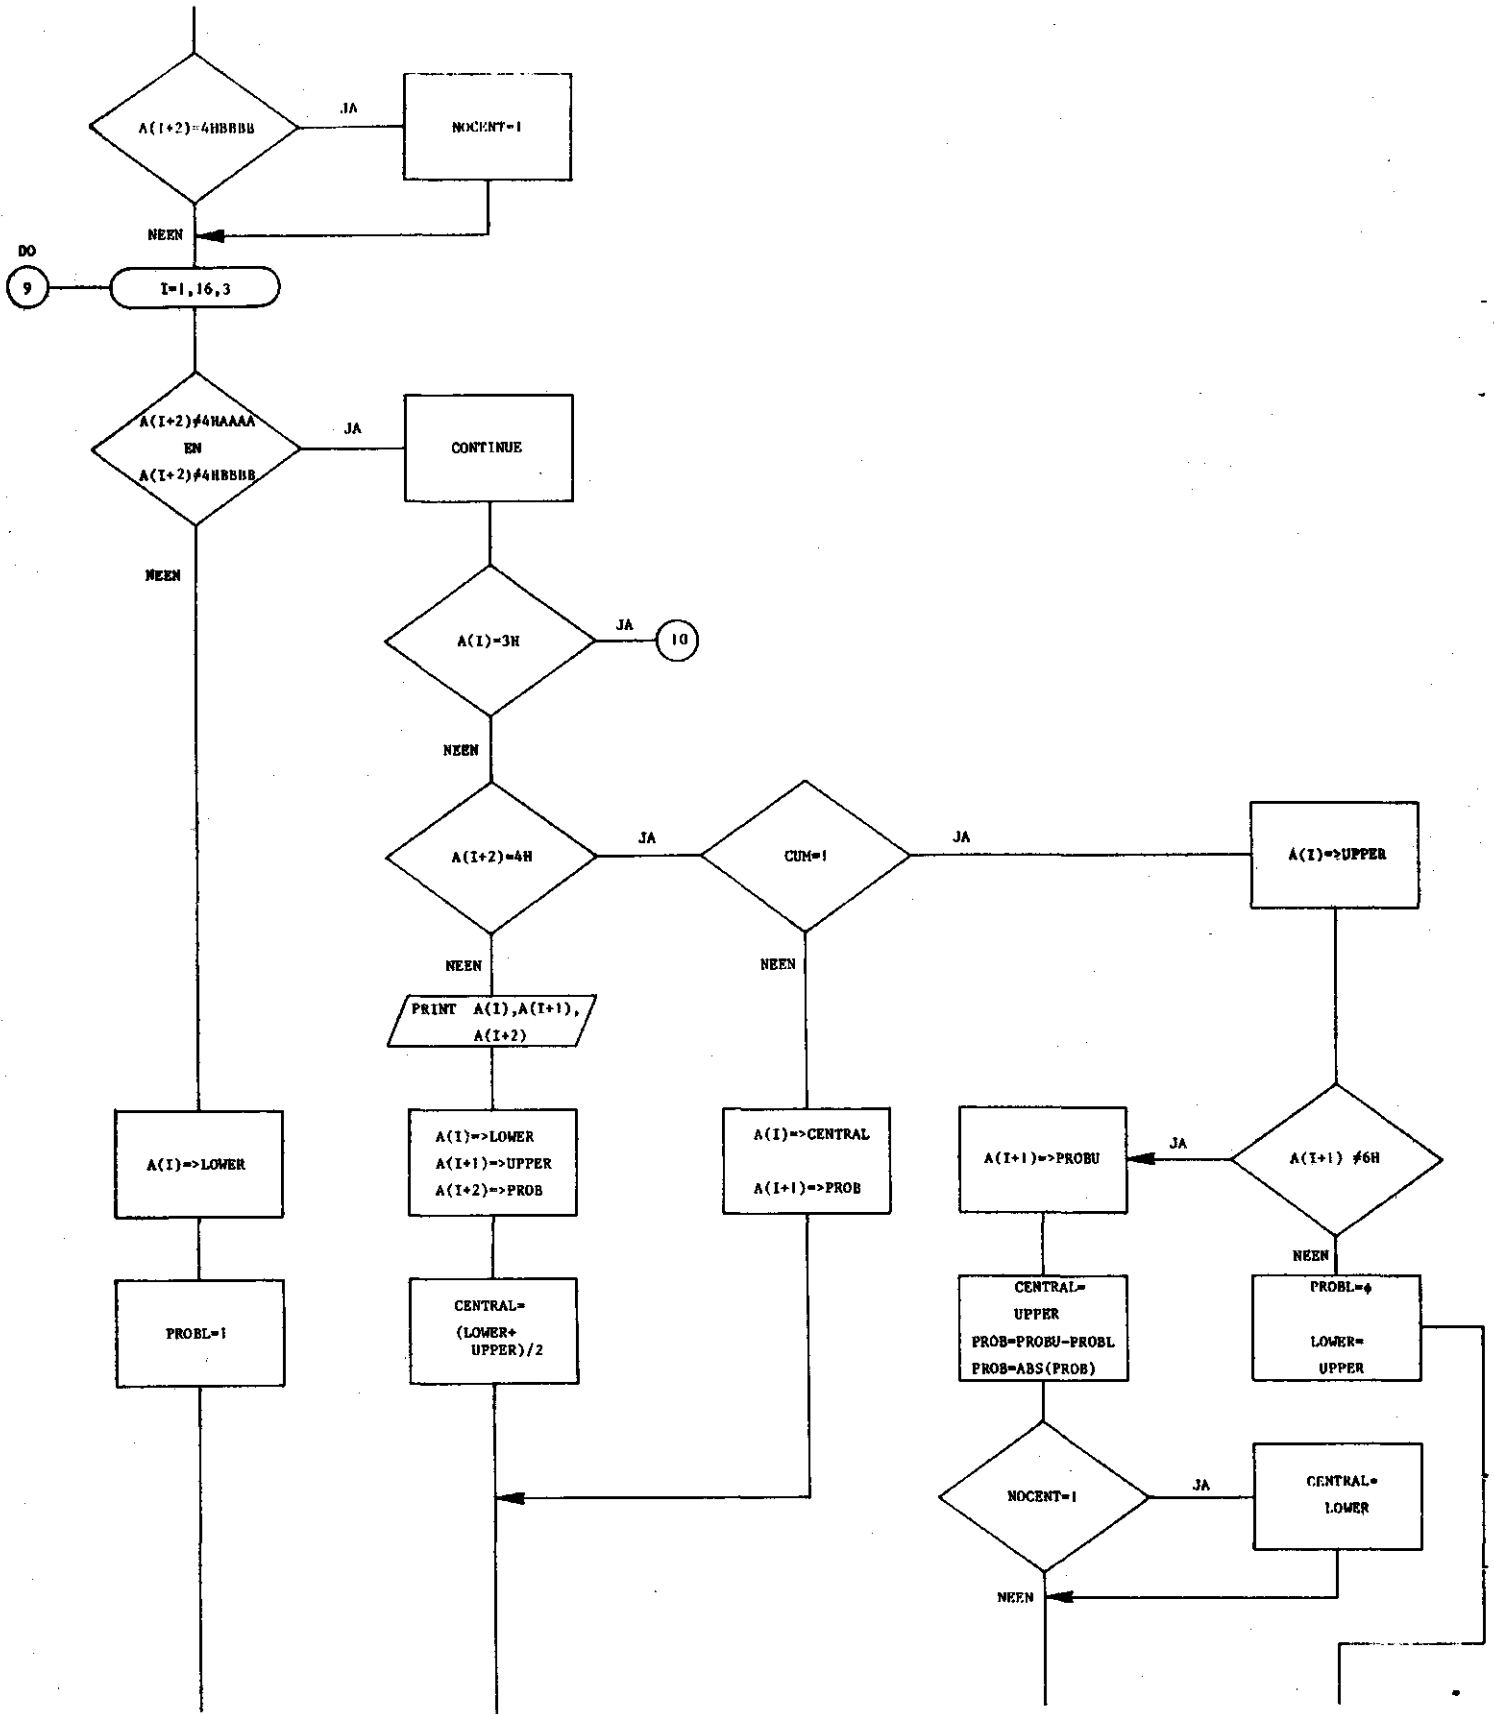 A(I+2)=4HBBBB
JA
NOCENT=1
NEEN
DO
9
I=1,16,3
A(I+2)≠4HAAAA
EN
A(I+2)≠4HBBBB
JA
CONTINUE
NEEN
A(I)=3H
JA
10
NEEN
A(I+2)=4H
JA
CUM=1
JA
A(I)=>UPPER
NEEN
NEEN
PRINT A(I),A(I+1),
A(I+2)
A(I)=>LOWER
A(I)=>LOWER
A(I+1)=>UPPER
A(I+2)=>PROB
A(I)=>CENTRAL
A(I+1)=>PROB
A(I+1)=>PROBU
JA
A(I+1) ≠6H
NEEN
PROBL=1
CENTRAL=
(LOWER+
UPPER)/2
CENTRAL=
UPPER
PROB=PROBU-PROBL
PROB=ABS(PROB)
PROBL=ϕ
LOWER=
UPPER
NOCENT=1
JA
CENTRAL=
LOWER
NEEN